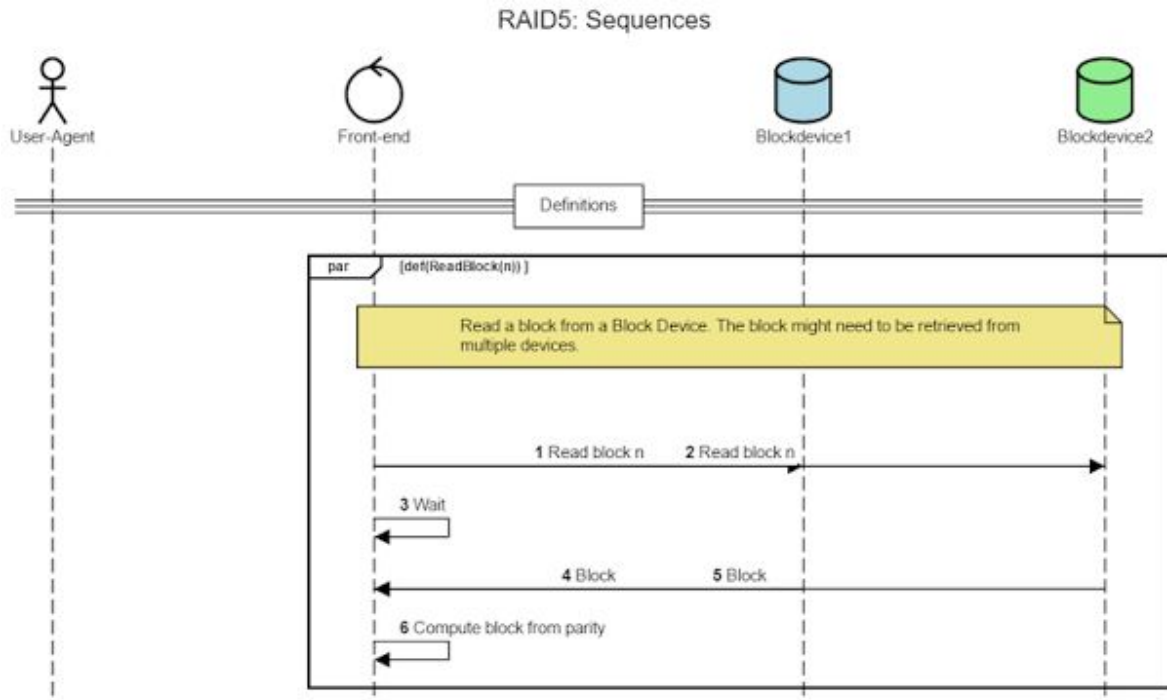 RAID5: Sequences
User-Agent
Front-end
Blockdevice1
Blockdevice2
Definitions
par [def(ReadBlock(n)) ]
Read a block from a Block Device. The block might need to be retrieved from
multiple devices.
1 Read block n 2 Read block n
3 Wait
4 Block 5 Block
6 Compute block from parity